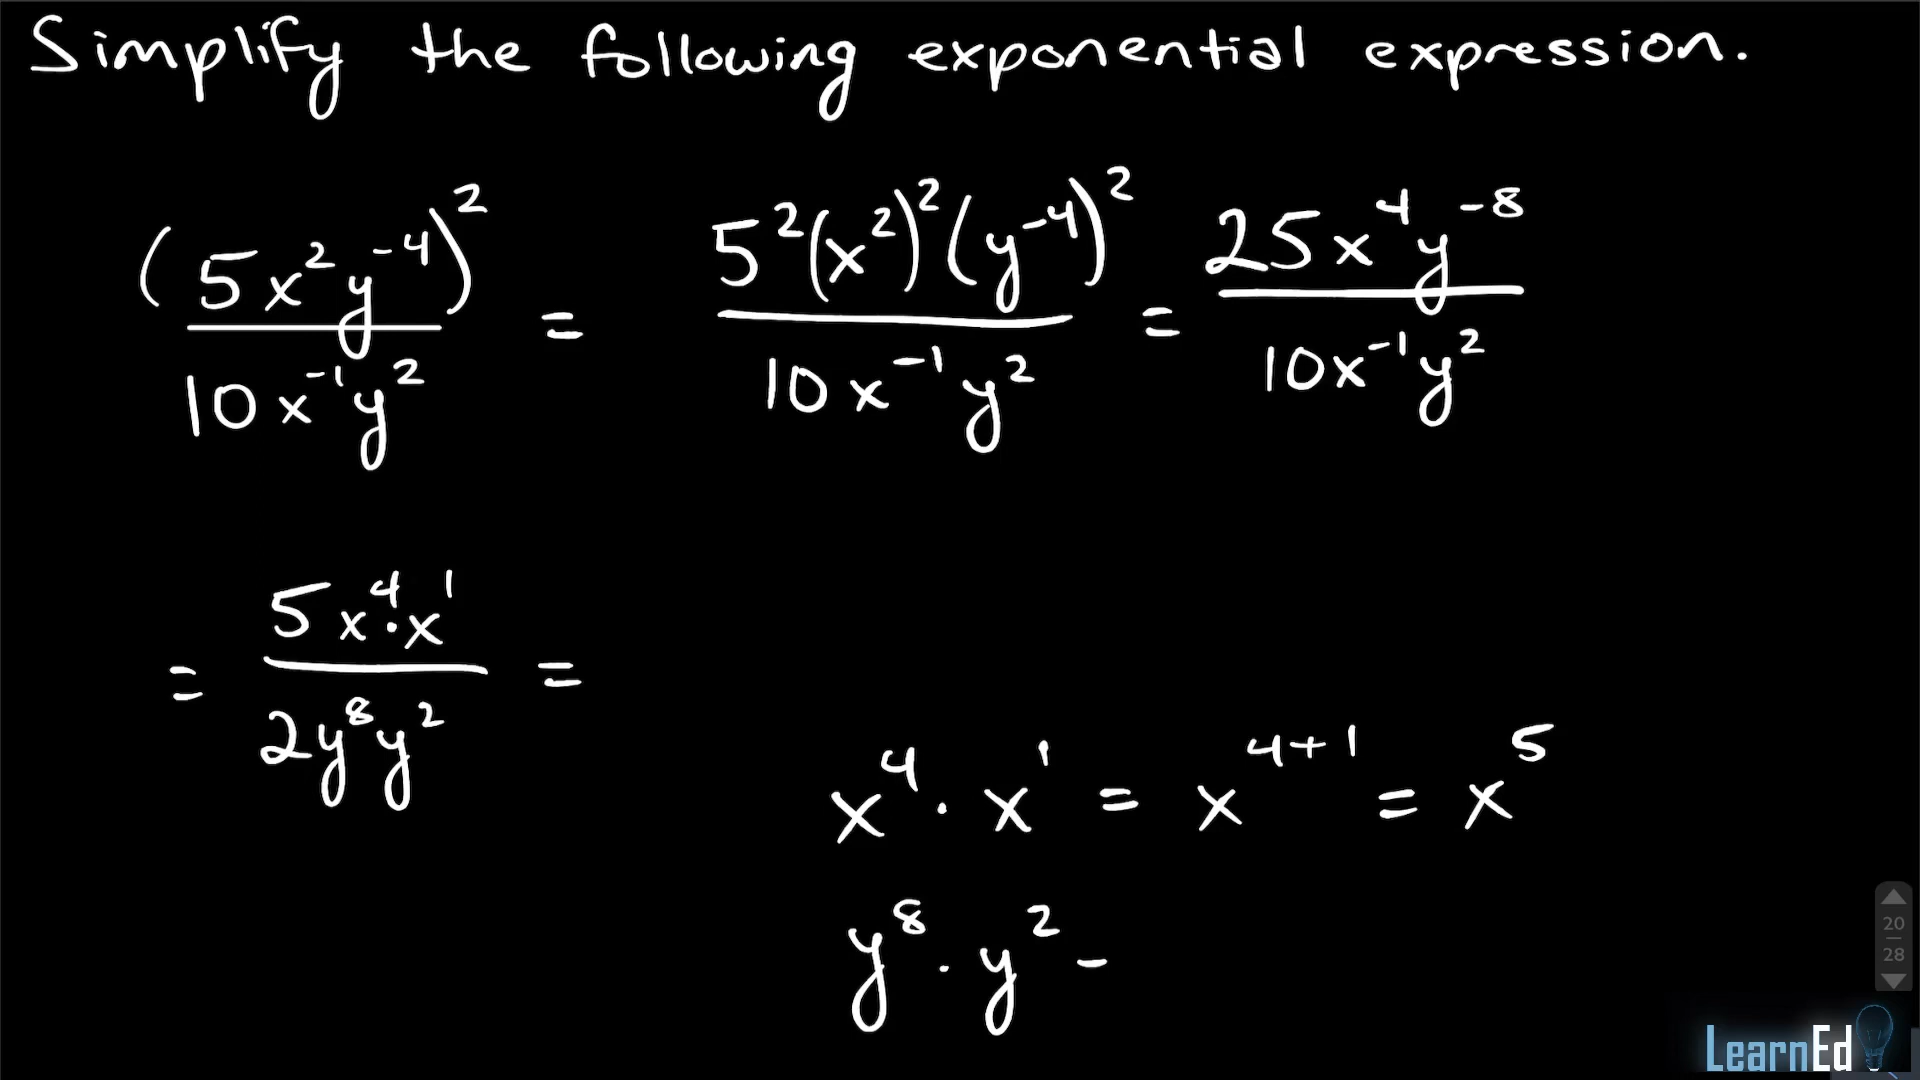 Simplify the following exponential expression.
(5x²y⁻⁴)²/10x⁻¹y² = 5²(x²)²(y⁻⁴)²/10x⁻¹y² = 25x⁴y⁻⁸/10x⁻¹y²
= 5x⁴·x¹/2y⁸y² =
x⁴ · x¹ = x⁴⁺¹ = x⁵
y⁸ · y² -
20
28
LearnEd